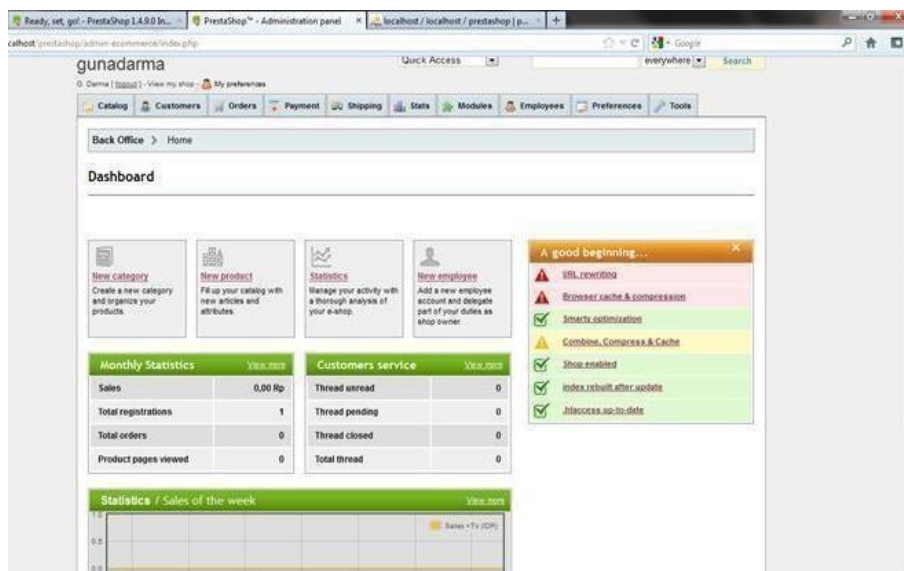 Ready, set, go! - PrestaShop 1.4.9.0 In...
PrestaShop™ - Administration panel
localhost / localhost / prestashop | p...
calhost/prestashop/admin-ecommerce/index.php
Google
gunadarma
Quick Access
everywhere
Search
Darma [logout] - View my shop - My preferences
Catalog Customers Orders Payment Shipping Stats Modules Employees Preferences Tools
Back Office > Home
Dashboard
New category
Create a new category
and organize your
products.
New product
Fill up your catalog with
new articles and
attributes.
Statistics
Manage your activity with
a thorough analysis of
your e-shop.
New employee
Add a new employee
account and delegate
part of your duties as
shop owner.
A good beginning...
URL rewriting
Browser cache & compression
Smarty optimization
Combine, Compress & Cache
Shop enabled
index rebuilt after update
.htaccess up-to-date
Monthly Statistics View more
Sales 0,00 Rp
Total registrations 1
Total orders 0
Product pages viewed 0
Customers service View more
Thread unread 0
Thread pending 0
Thread closed 0
Total thread 0
Statistics / Sales of the week View more
1.0
Sales +Tx (IDR)
0.5
0.0